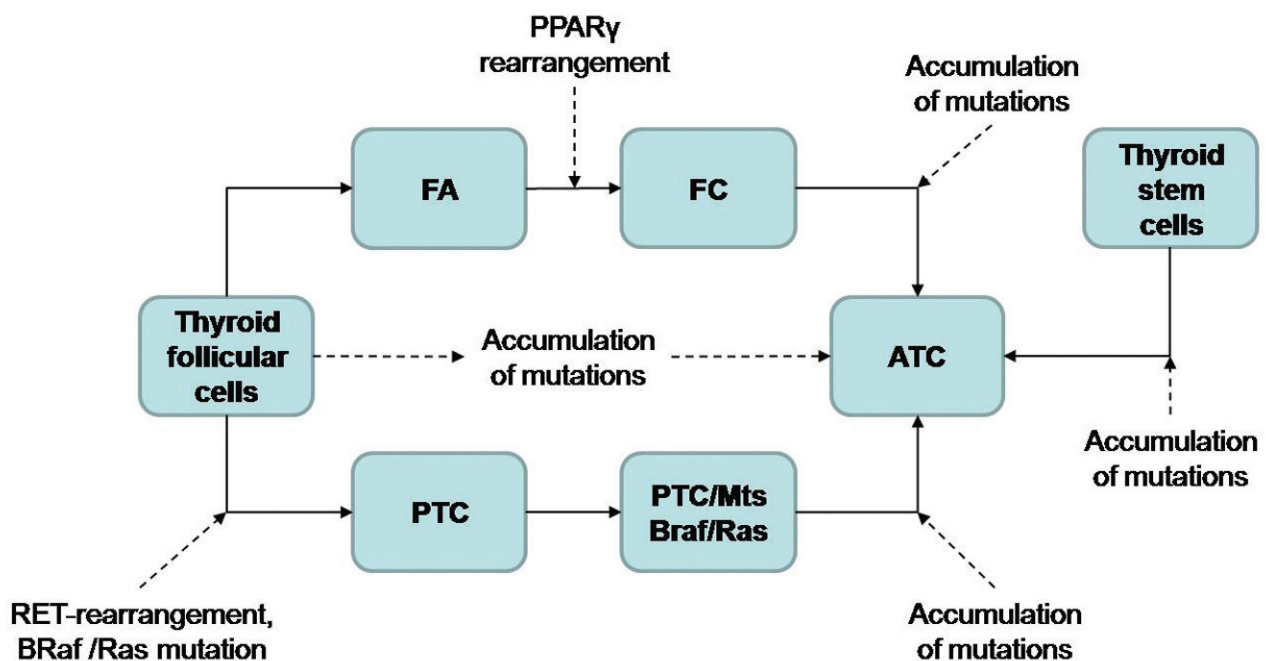 PPARγ
rearrangement
Accumulation
of mutations
FA
FC
Thyroid
stem
cells
Thyroid
follicular
cells
Accumulation
of mutations
ATC
Accumulation
of mutations
PTC
PTC/Mts
Braf/Ras
RET-rearrangement,
BRaf /Ras mutation
Accumulation
of mutations